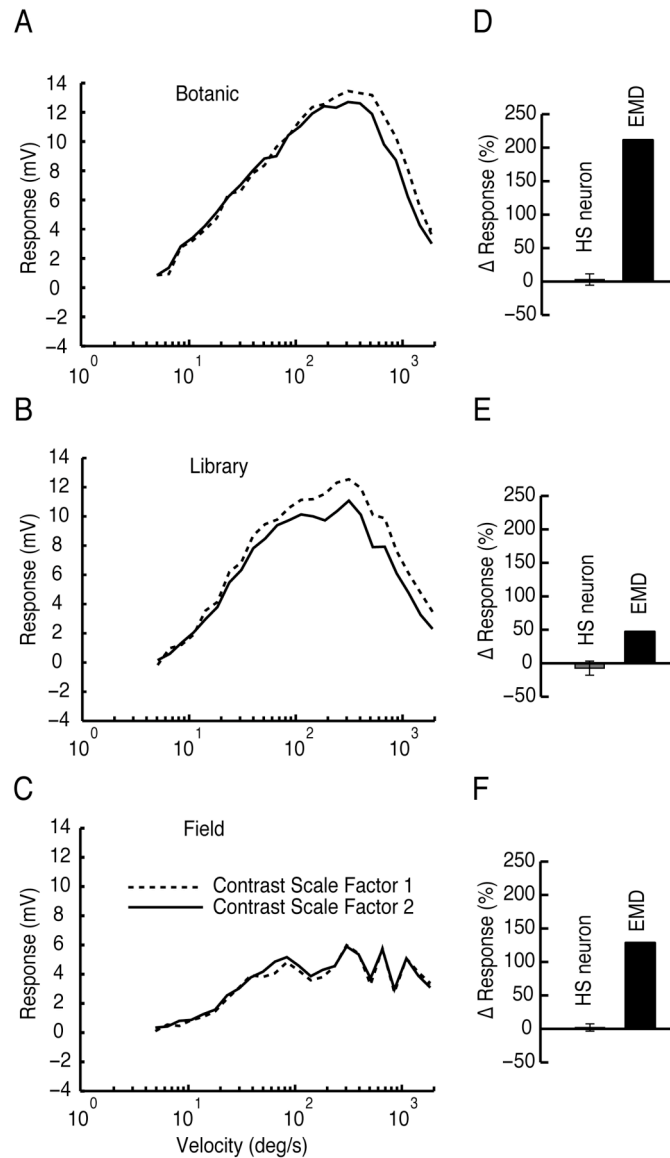 A
Botanic
Response (mV)
14
12
10
8
6
4
2
0
−2
−4
10^0
10^1
10^2
10^3
D
Δ Response (%)
250
200
150
100
50
0
−50
HS neuron
EMD
B
Library
Response (mV)
14
12
10
8
6
4
2
0
−2
−4
10^0
10^1
10^2
10^3
E
Δ Response (%)
250
200
150
100
50
0
−50
HS neuron
EMD
C
Field
Contrast Scale Factor 1
Contrast Scale Factor 2
Response (mV)
14
12
10
8
6
4
2
0
−2
−4
10^0
10^1
10^2
10^3
Velocity (deg/s)
F
Δ Response (%)
250
200
150
100
50
0
−50
HS neuron
EMD